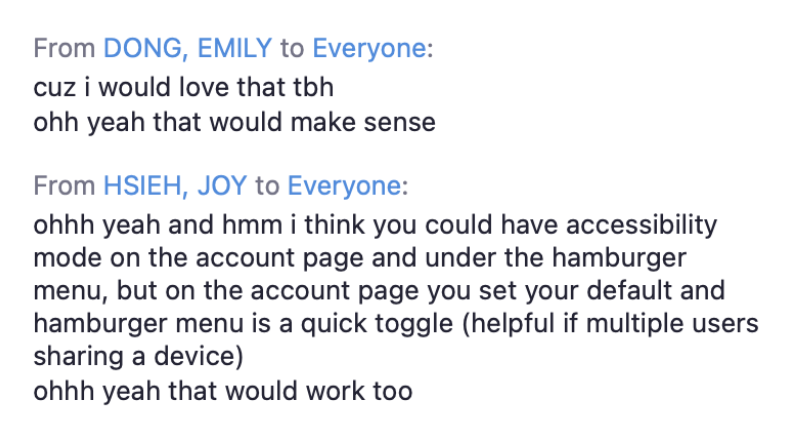 From DONG, EMILY to Everyone:
cuz i would love that tbh
ohh yeah that would make sense
From HSIEH, JOY to Everyone:
ohhh yeah and hmm i think you could have accessibility
mode on the account page and under the hamburger
menu, but on the account page you set your default and
hamburger menu is a quick toggle (helpful if multiple users
sharing a device)
ohhh yeah that would work too